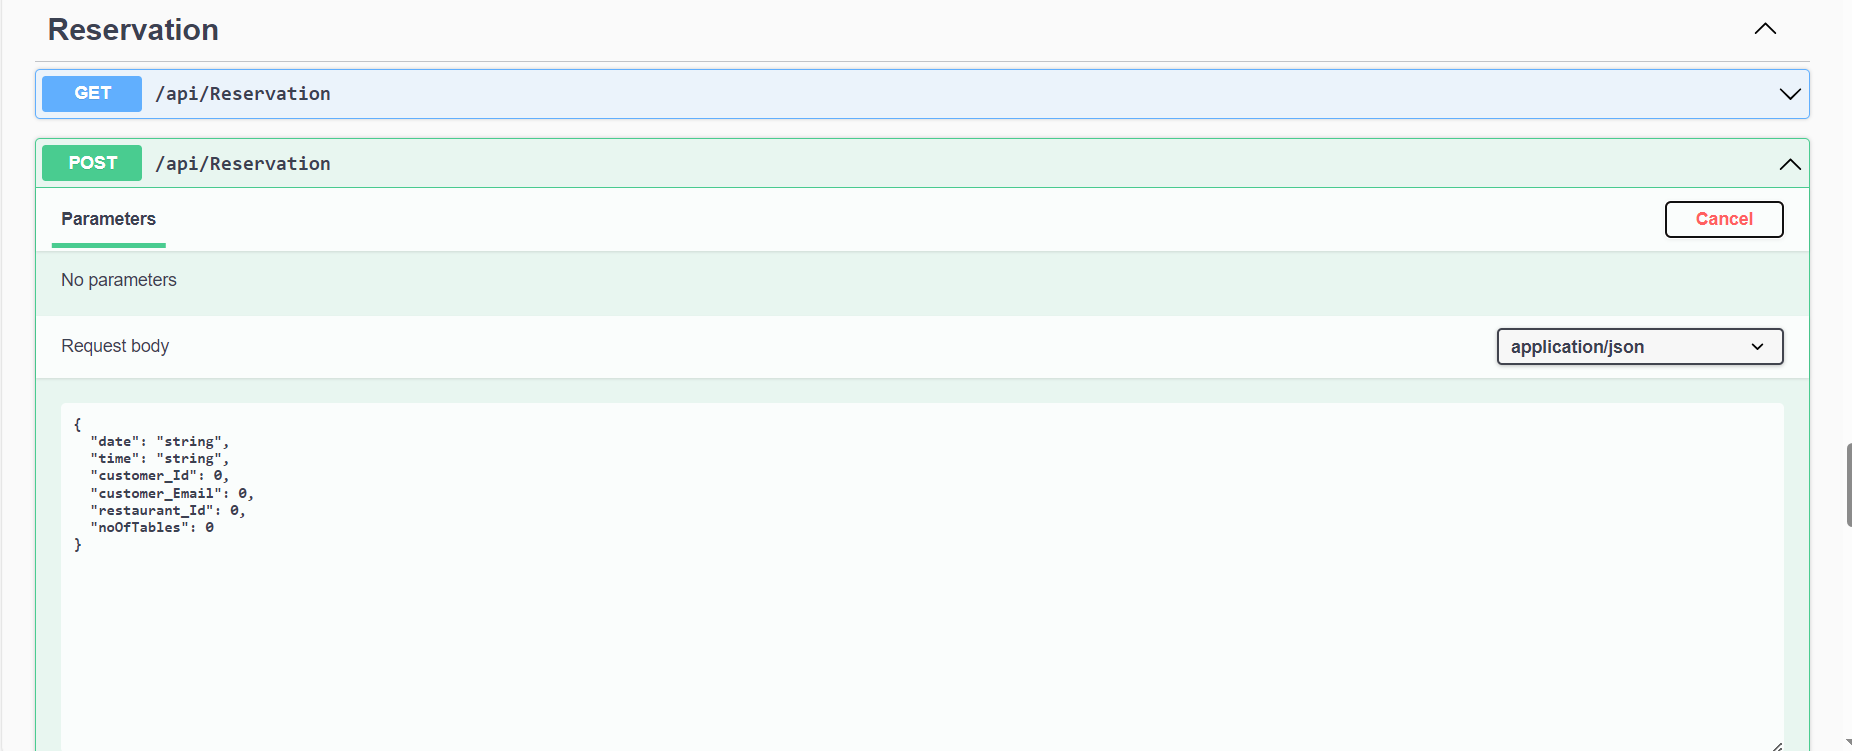 Reservation
GET /api/Reservation
POST /api/Reservation
Parameters
Cancel
No parameters
Request body
application/json
{
  "date": "string",
  "time": "string",
  "customer_Id": 0,
  "customer_Email": 0,
  "restaurant_Id": 0,
  "noOfTables": 0
}